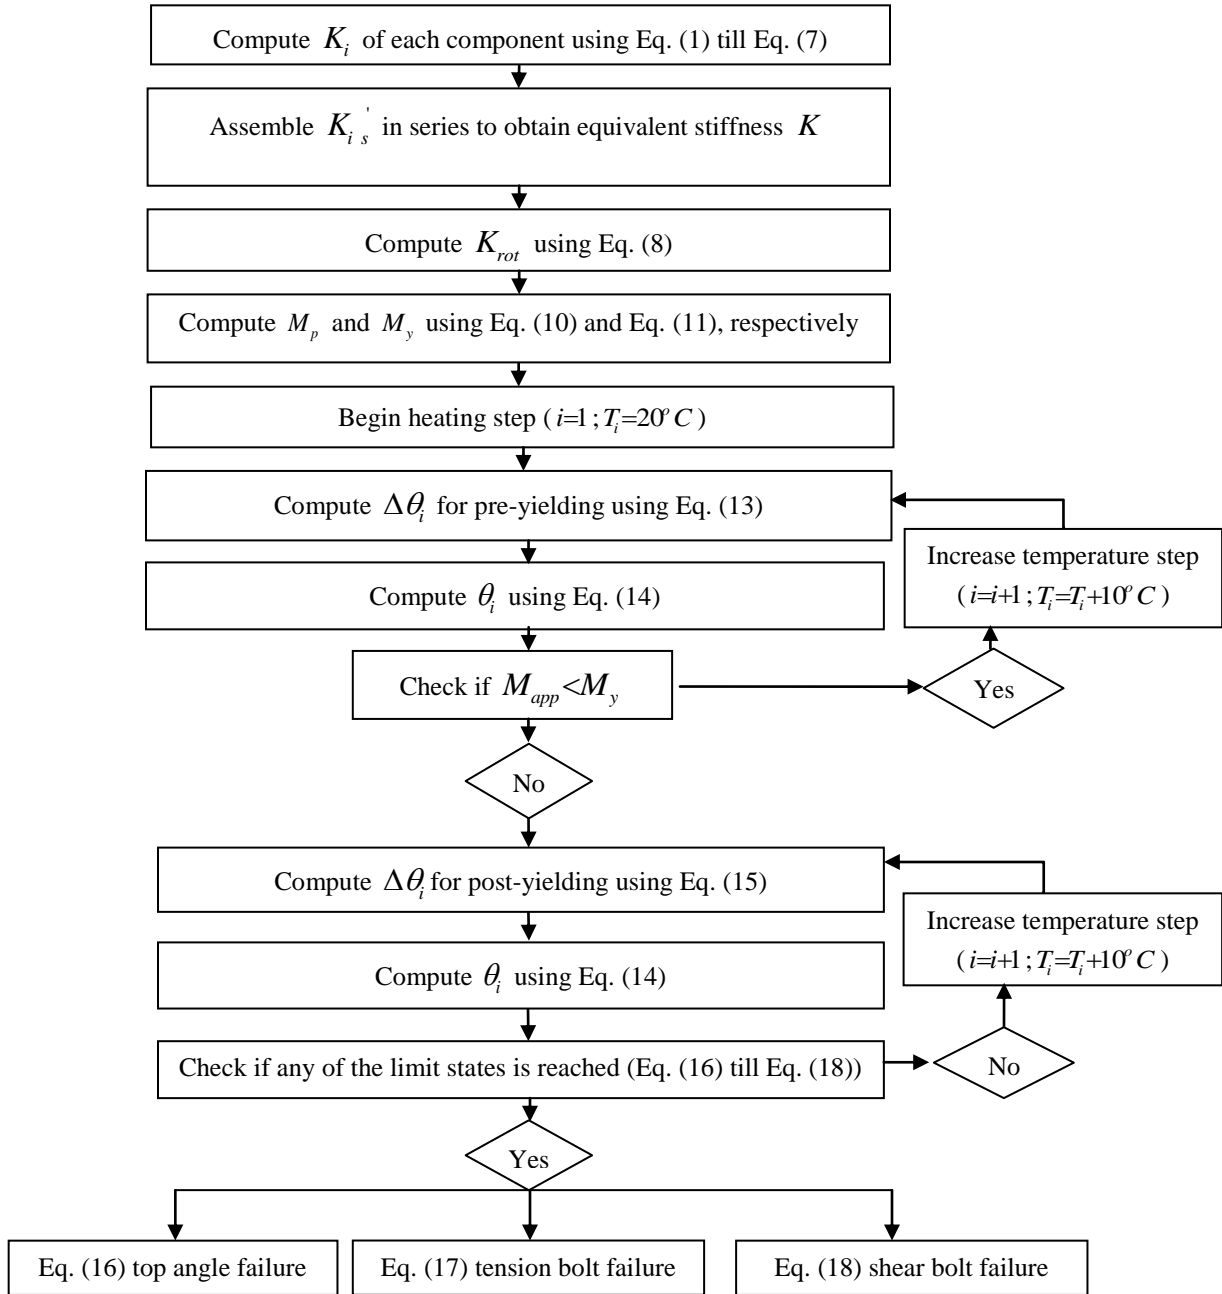 Compute K_i of each component using Eq. (1) till Eq. (7)
Assemble K_i s' in series to obtain equivalent stiffness K
Compute K_rot using Eq. (8)
Compute M_p and M_y using Eq. (10) and Eq. (11), respectively
Begin heating step (i=1; T_i=20°C)
Compute Δθ_i for pre-yielding using Eq. (13)
Increase temperature step
(i=i+1; T_i=T_i+10°C)
Compute θ_i using Eq. (14)
Check if M_app<M_y
Yes
No
Compute Δθ_i for post-yielding using Eq. (15)
Increase temperature step
(i=i+1; T_i=T_i+10°C)
Compute θ_i using Eq. (14)
Check if any of the limit states is reached (Eq. (16) till Eq. (18))
No
Yes
Eq. (16) top angle failure
Eq. (17) tension bolt failure
Eq. (18) shear bolt failure